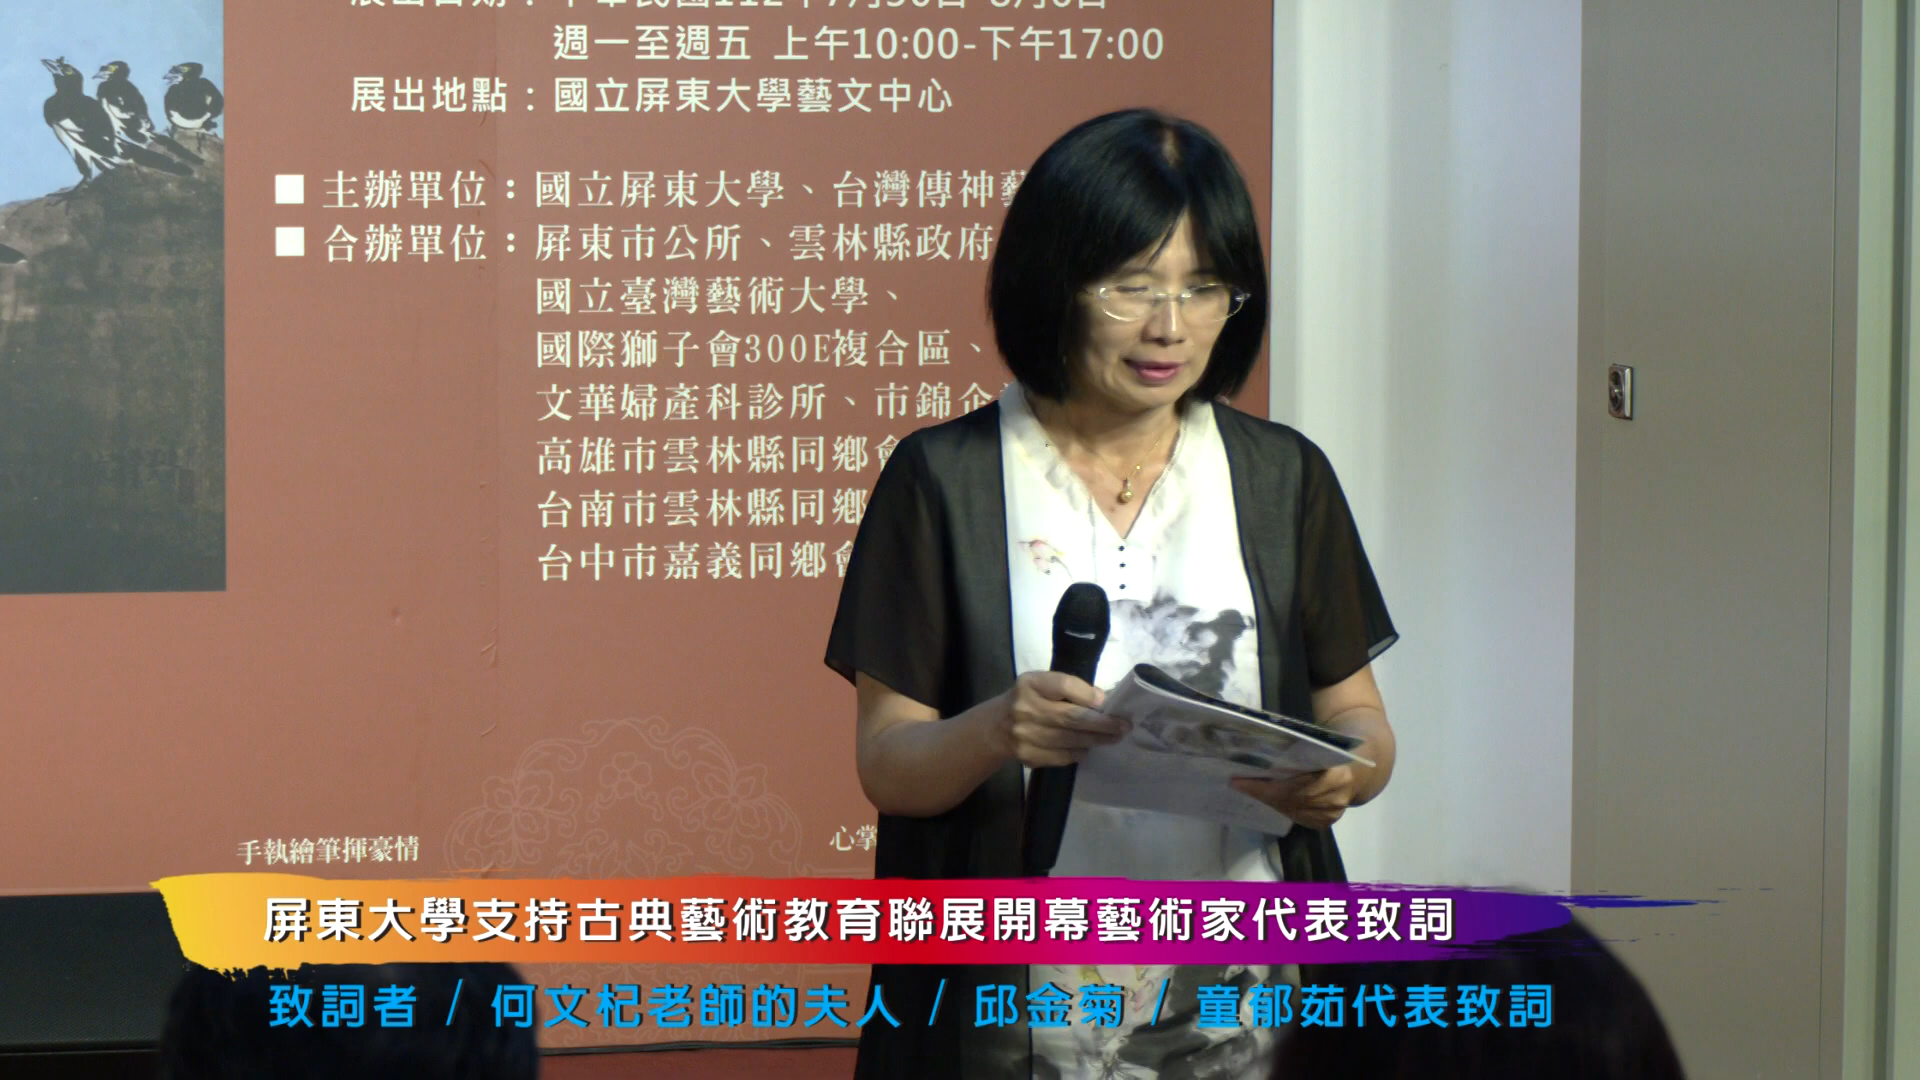 週一至週五 上午10:00-下午17:00
展出地點：國立屏東大學藝文中心
■ 主辦單位：國立屏東大學、台灣傳神藝
■ 合辦單位：屏東市公所、雲林縣政府
國立臺灣藝術大學、
國際獅子會300E複合區、
文華婦產科診所、市錦企
高雄市雲林縣同鄉會
台南市雲林縣同鄉
台中市嘉義同鄉會
手執繪筆揮豪情
心掌
屏東大學支持古典藝術教育聯展開幕藝術家代表致詞
致詞者 / 何文杞老師的夫人 / 邱金菊 / 童郁茹代表致詞